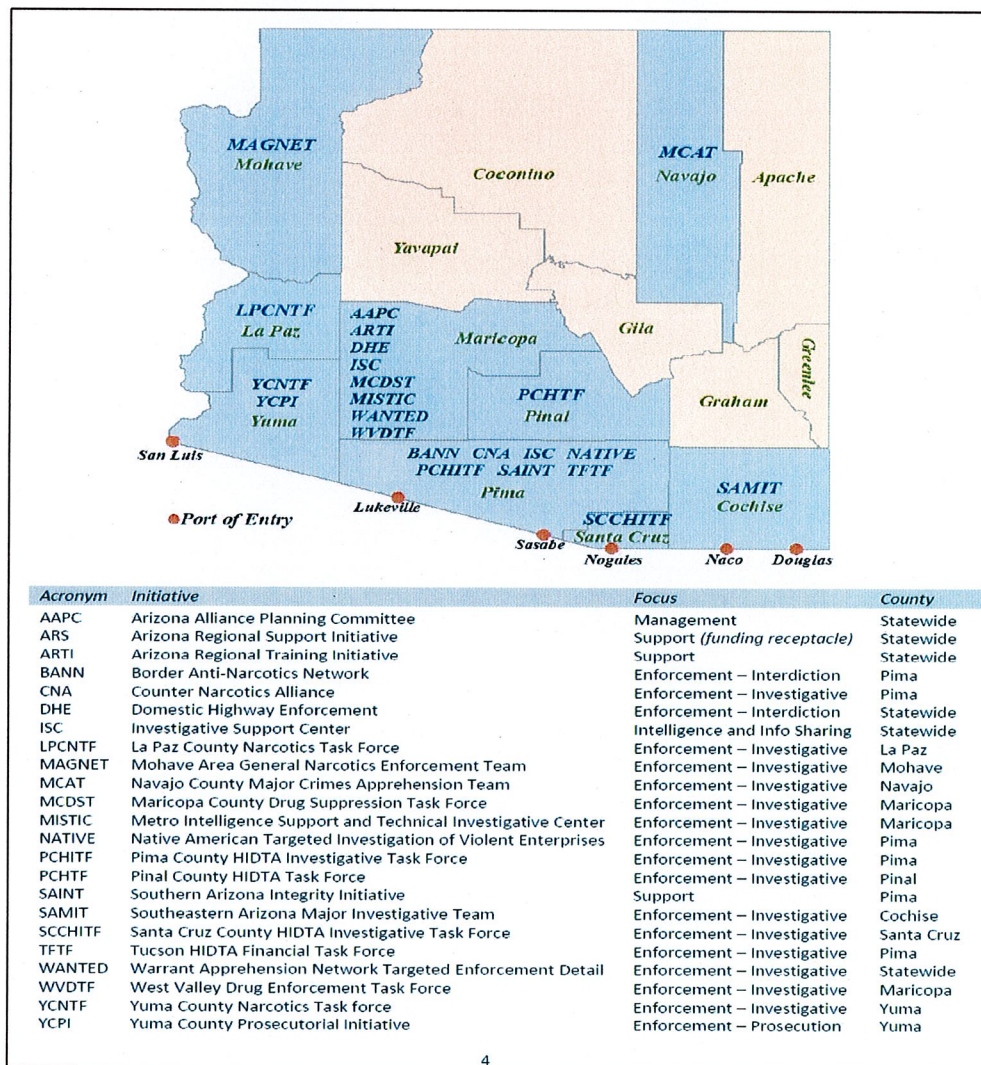 MAGNET
Mohave
Coconino
MCAT
Navajo
Apache
Yavapai
LPCNTF
La Paz
AAPC
ARTI
DHE
ISC
MCDST
MISTIC
WANTED
WVDTF
Maricopa
Gila
Greenlee
YCNTF
YCPI
Yuma
PCHTF
Pinal
Graham
San Luis
BANN CNA ISC NATIVE
PCHITF SAINT TFTF
Pima
SAMIT
Cochise
Lukeville
Port of Entry
SCCHITF
Santa Cruz
Sasabe
Nogales
Naco
Douglas
Acronym Initiative Focus County
AAPC Arizona Alliance Planning Committee Management Statewide
ARS Arizona Regional Support Initiative Support (funding receptacle) Statewide
ARTI Arizona Regional Training Initiative Support Statewide
BANN Border Anti-Narcotics Network Enforcement – Interdiction Pima
CNA Counter Narcotics Alliance Enforcement – Investigative Pima
DHE Domestic Highway Enforcement Enforcement – Interdiction Statewide
ISC Investigative Support Center Intelligence and Info Sharing Statewide
LPCNTF La Paz County Narcotics Task Force Enforcement – Investigative La Paz
MAGNET Mohave Area General Narcotics Enforcement Team Enforcement – Investigative Mohave
MCAT Navajo County Major Crimes Apprehension Team Enforcement – Investigative Navajo
MCDST Maricopa County Drug Suppression Task Force Enforcement – Investigative Maricopa
MISTIC Metro Intelligence Support and Technical Investigative Center Enforcement – Investigative Maricopa
NATIVE Native American Targeted Investigation of Violent Enterprises Enforcement – Investigative Pima
PCHITF Pima County HIDTA Investigative Task Force Enforcement – Investigative Pima
PCHTF Pinal County HIDTA Task Force Enforcement – Investigative Pinal
SAINT Southern Arizona Integrity Initiative Support Pima
SAMIT Southeastern Arizona Major Investigative Team Enforcement – Investigative Cochise
SCCHITF Santa Cruz County HIDTA Investigative Task Force Enforcement – Investigative Santa Cruz
TFTF Tucson HIDTA Financial Task Force Enforcement – Investigative Pima
WANTED Warrant Apprehension Network Targeted Enforcement Detail Enforcement – Investigative Statewide
WVDTF West Valley Drug Enforcement Task Force Enforcement – Investigative Maricopa
YCNTF Yuma County Narcotics Task force Enforcement – Investigative Yuma
YCPI Yuma County Prosecutorial Initiative Enforcement – Prosecution Yuma
4